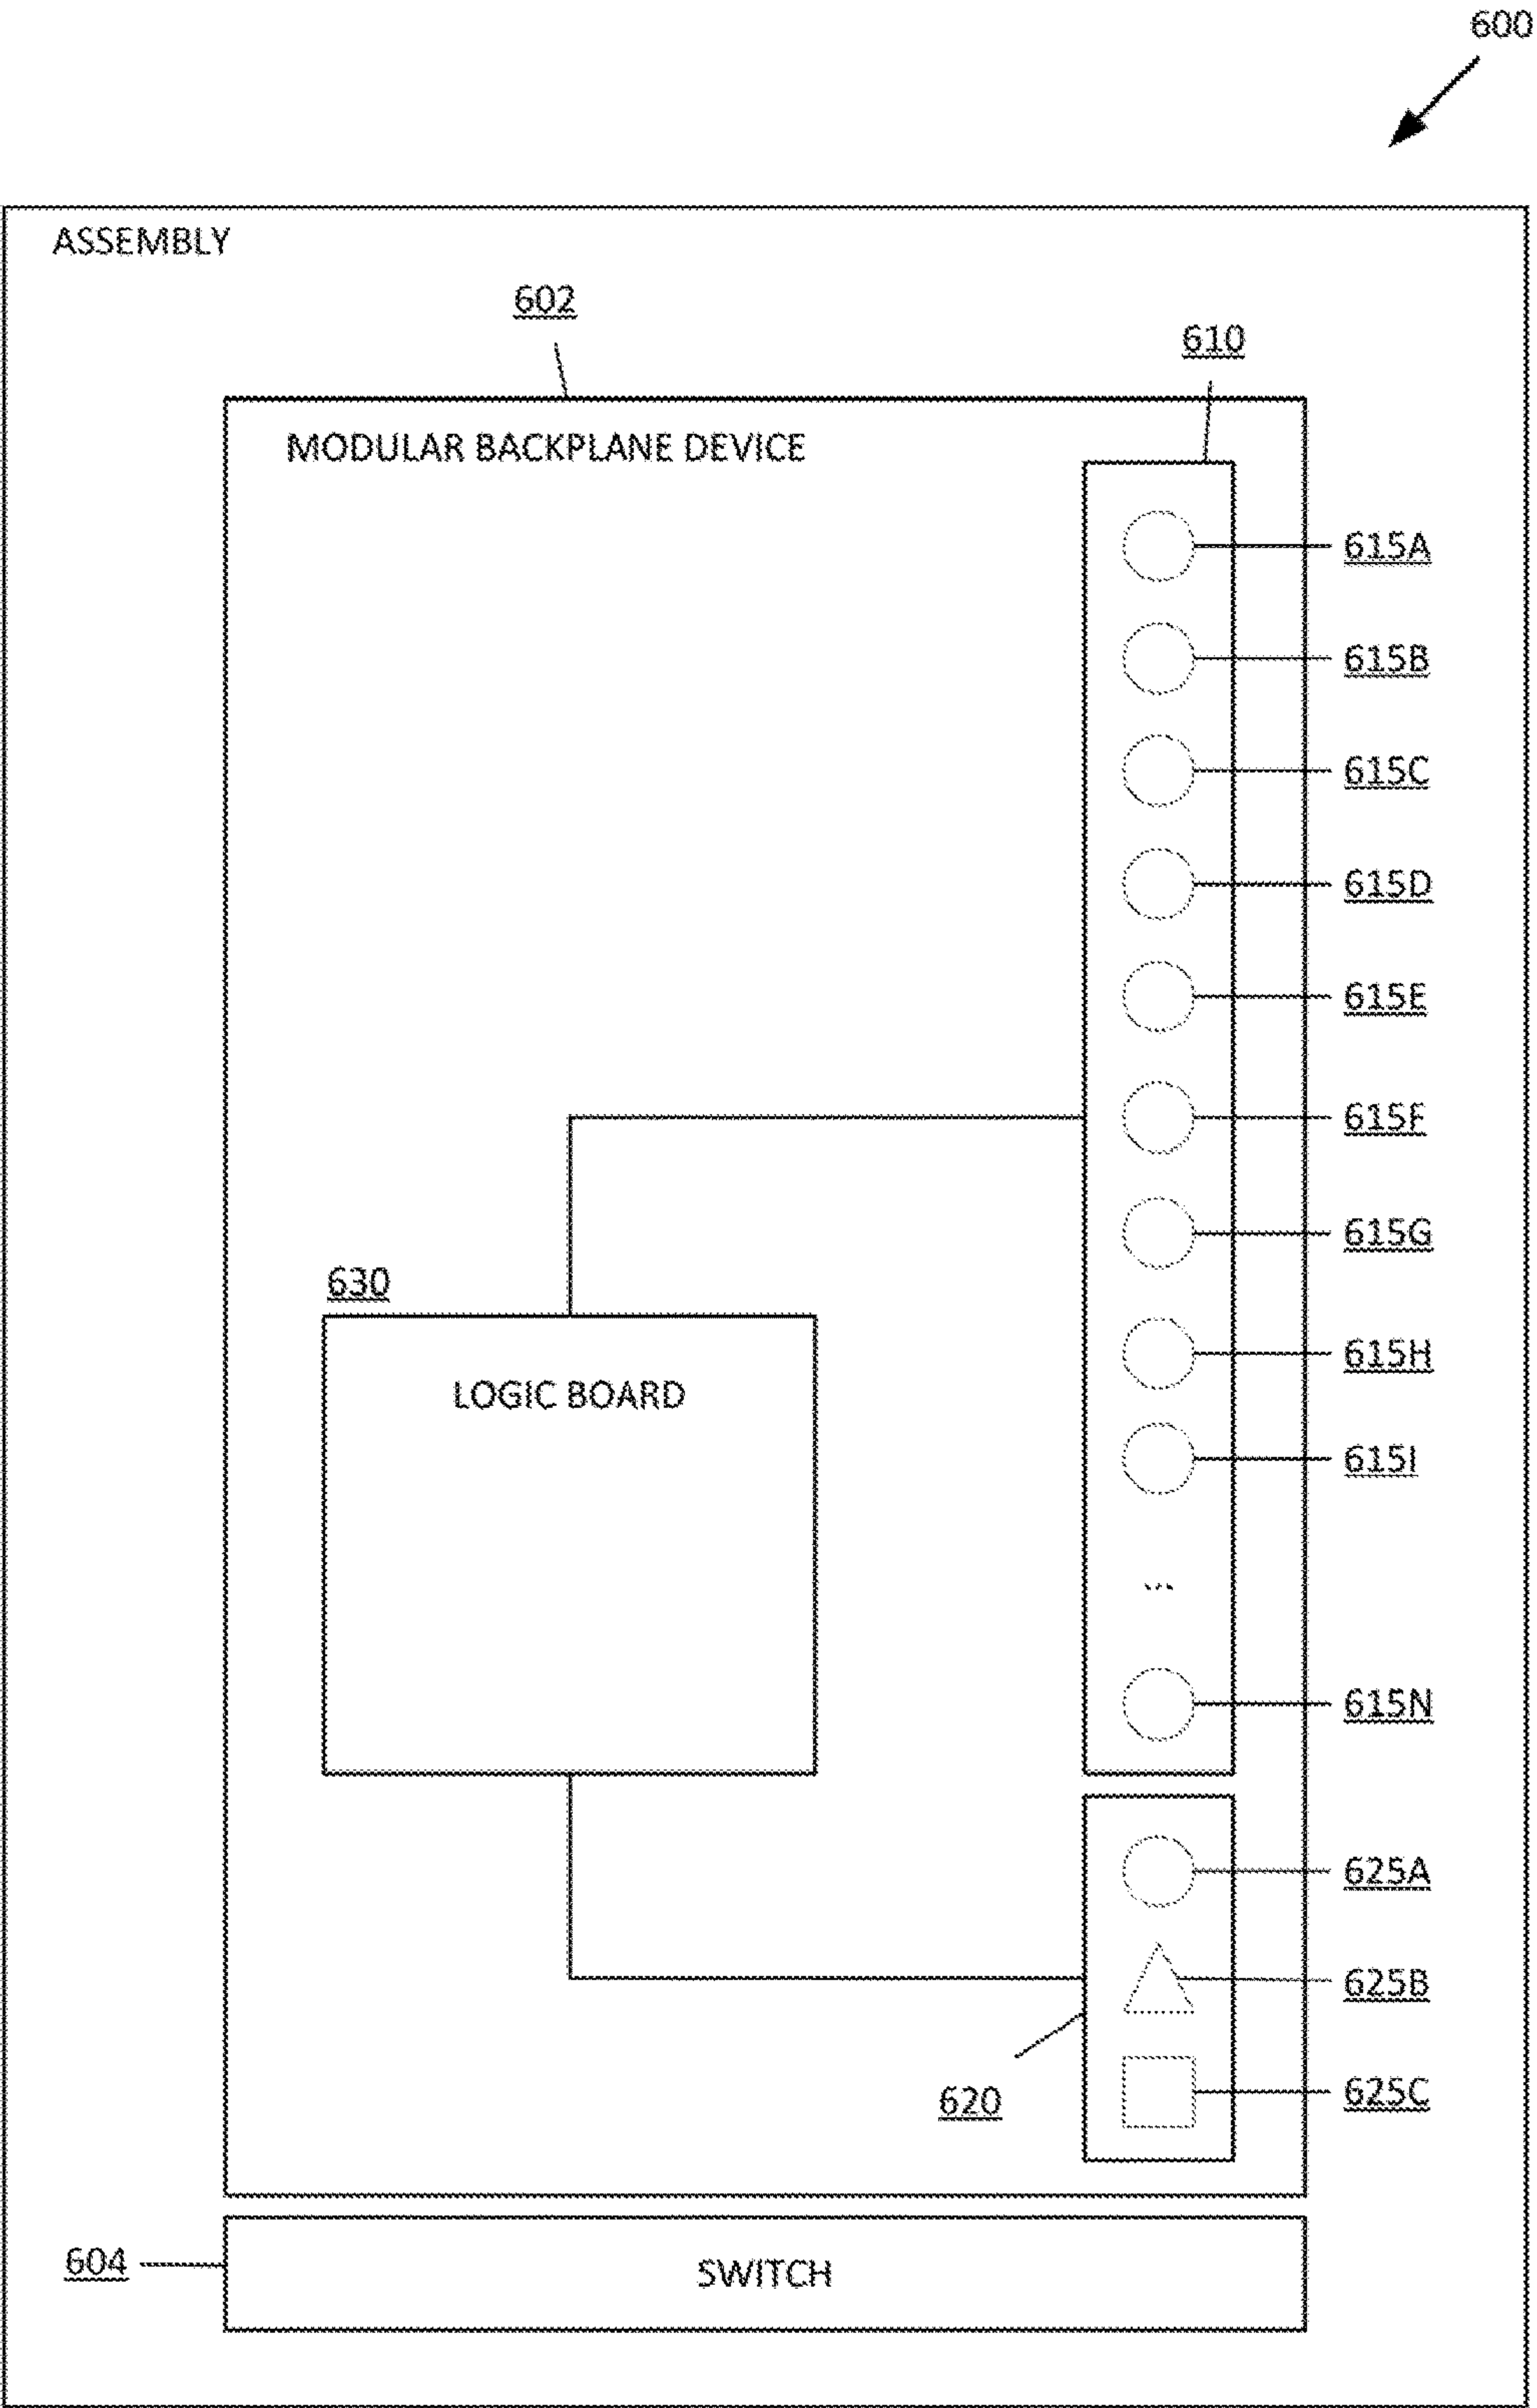 600
ASSEMBLY
602
610
MODULAR BACKPLANE DEVICE
615A
615B
615C
615D
615E
615F
615G
630
615H
LOGIC BOARD
615I
...
615N
625A
625B
620
625C
604
SWITCH